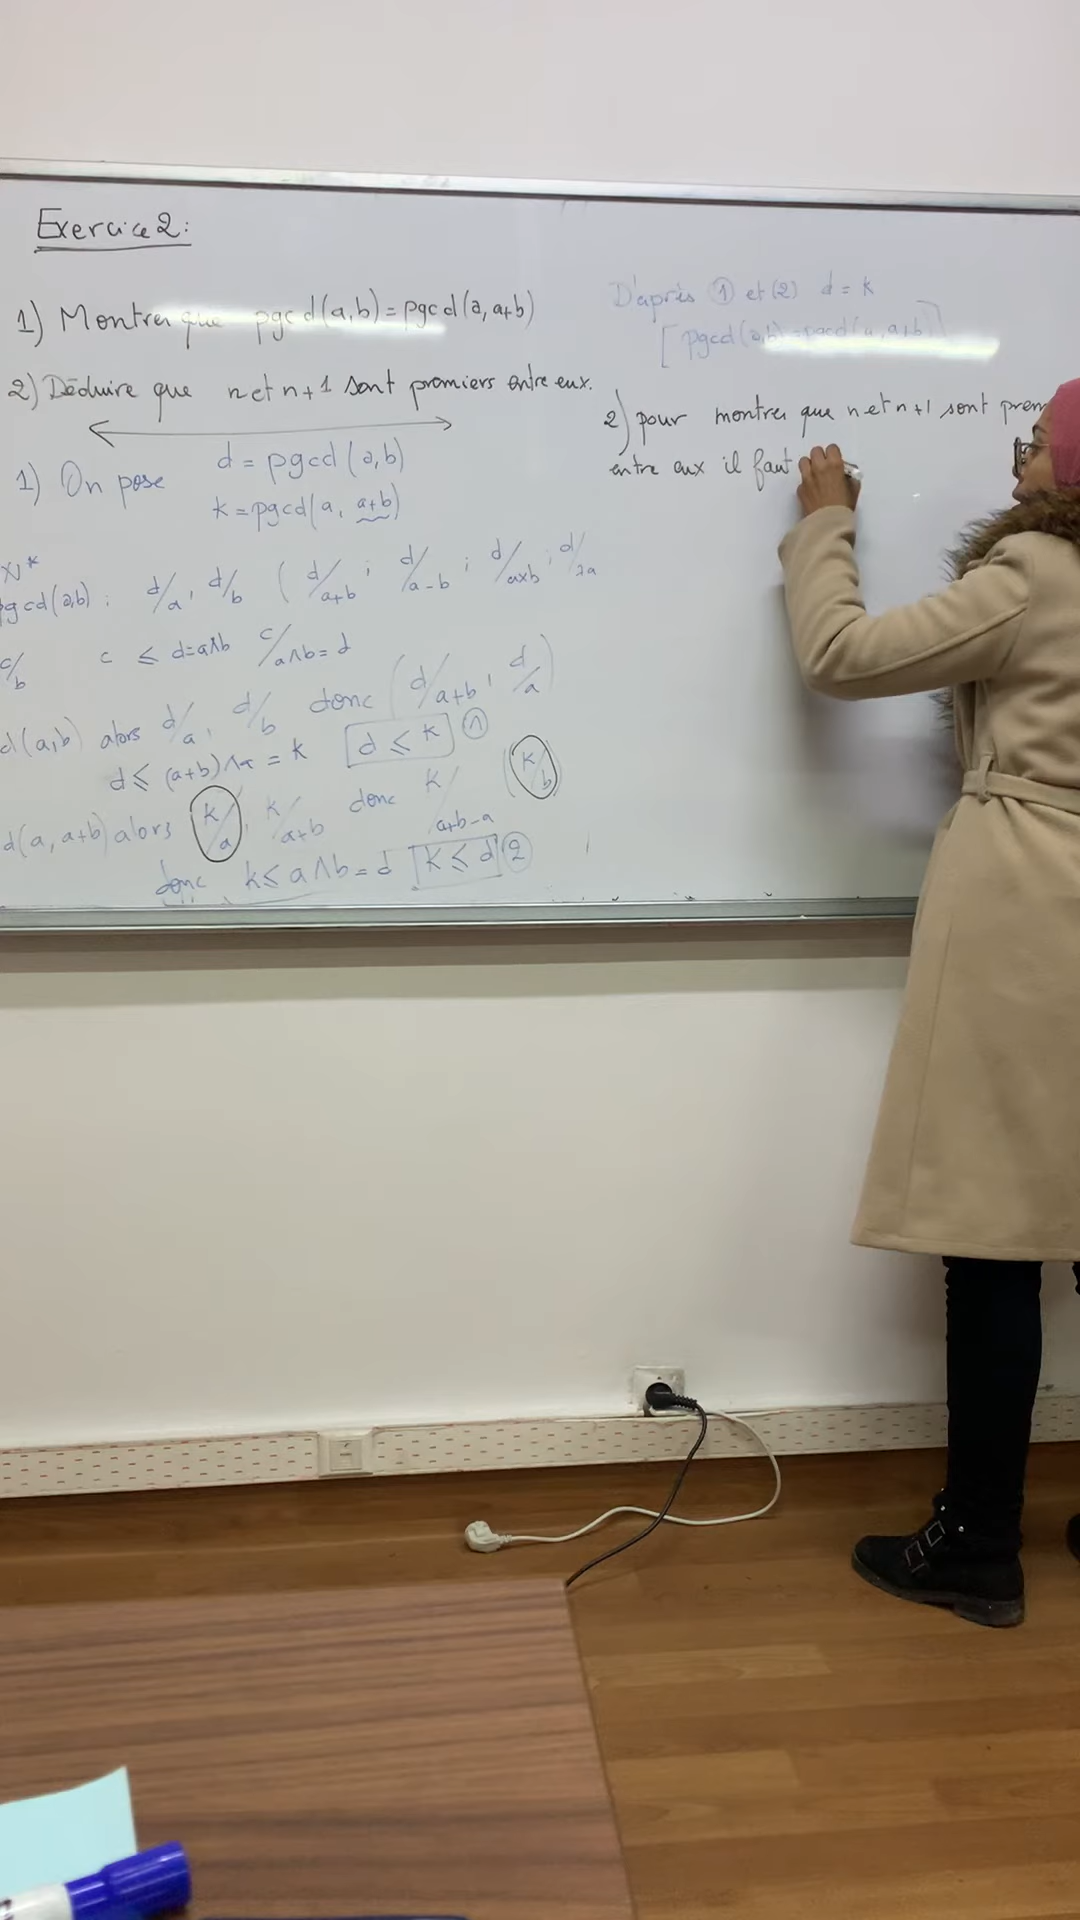 Exercice 2:
1) Montrer que pgcd(a,b)=pgcd(a,a+b)
2) Déduire que n et n+1 sont premiers entre eux.
1) On pose d = pgcd(a,b)
k = pgcd(a, a+b)
N*
pgcd(a,b): d/a, d/b ( d/a+b ; d/a-b ; d/axb ; d/
c/b c ≤ d=a∧b c/a∧b=d
d(a,b) alors d/a, d/b donc (d/a+b, d/a)
d ≤ (a+b)∧a = k d ≤ k ①
d(a, a+b) alors k/a, k/a+b donc k/a+b-a (k/b)
donc k ≤ a∧b = d k ≤ d ②
D'après ① et (2) d = k
[pgcd(a,b)=pgcd(a,a+b)]
2) pour montrer que n et n+1 sont prem
entre eux il faut